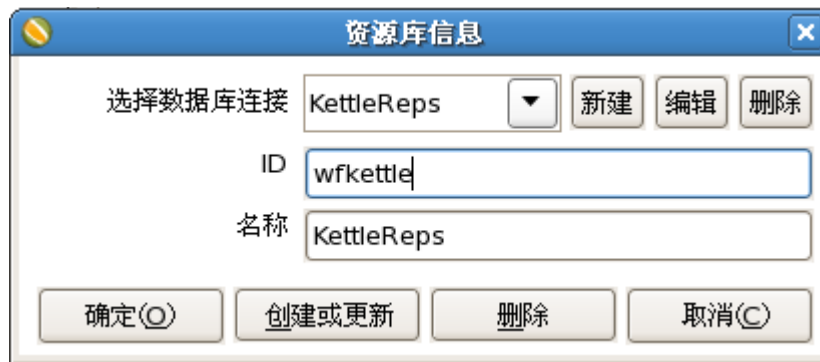 资源库信息
选择数据库连接 KettleReps 新建 编辑 删除
ID wfkettle
名称 KettleReps
确定(O) 创建或更新 删除 取消(C)